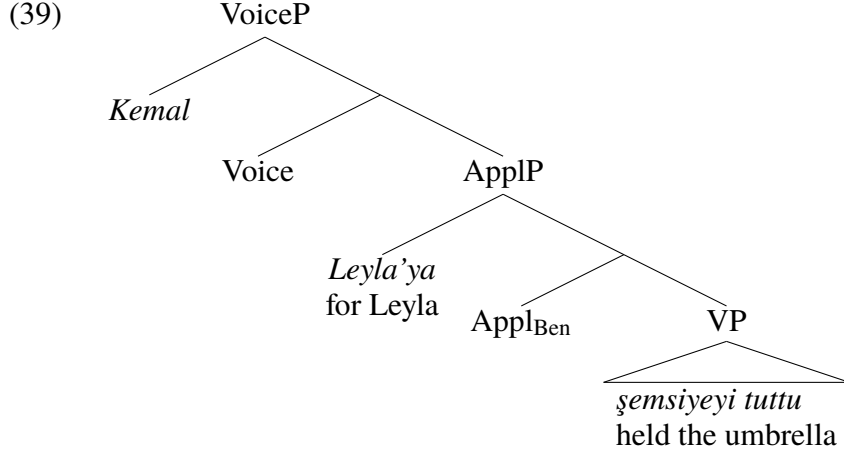 (39) VoiceP
Kemal
Voice ApplP
Leyla'ya
for Leyla
ApplBen VP
şemsiyeyi tuttu
held the umbrella